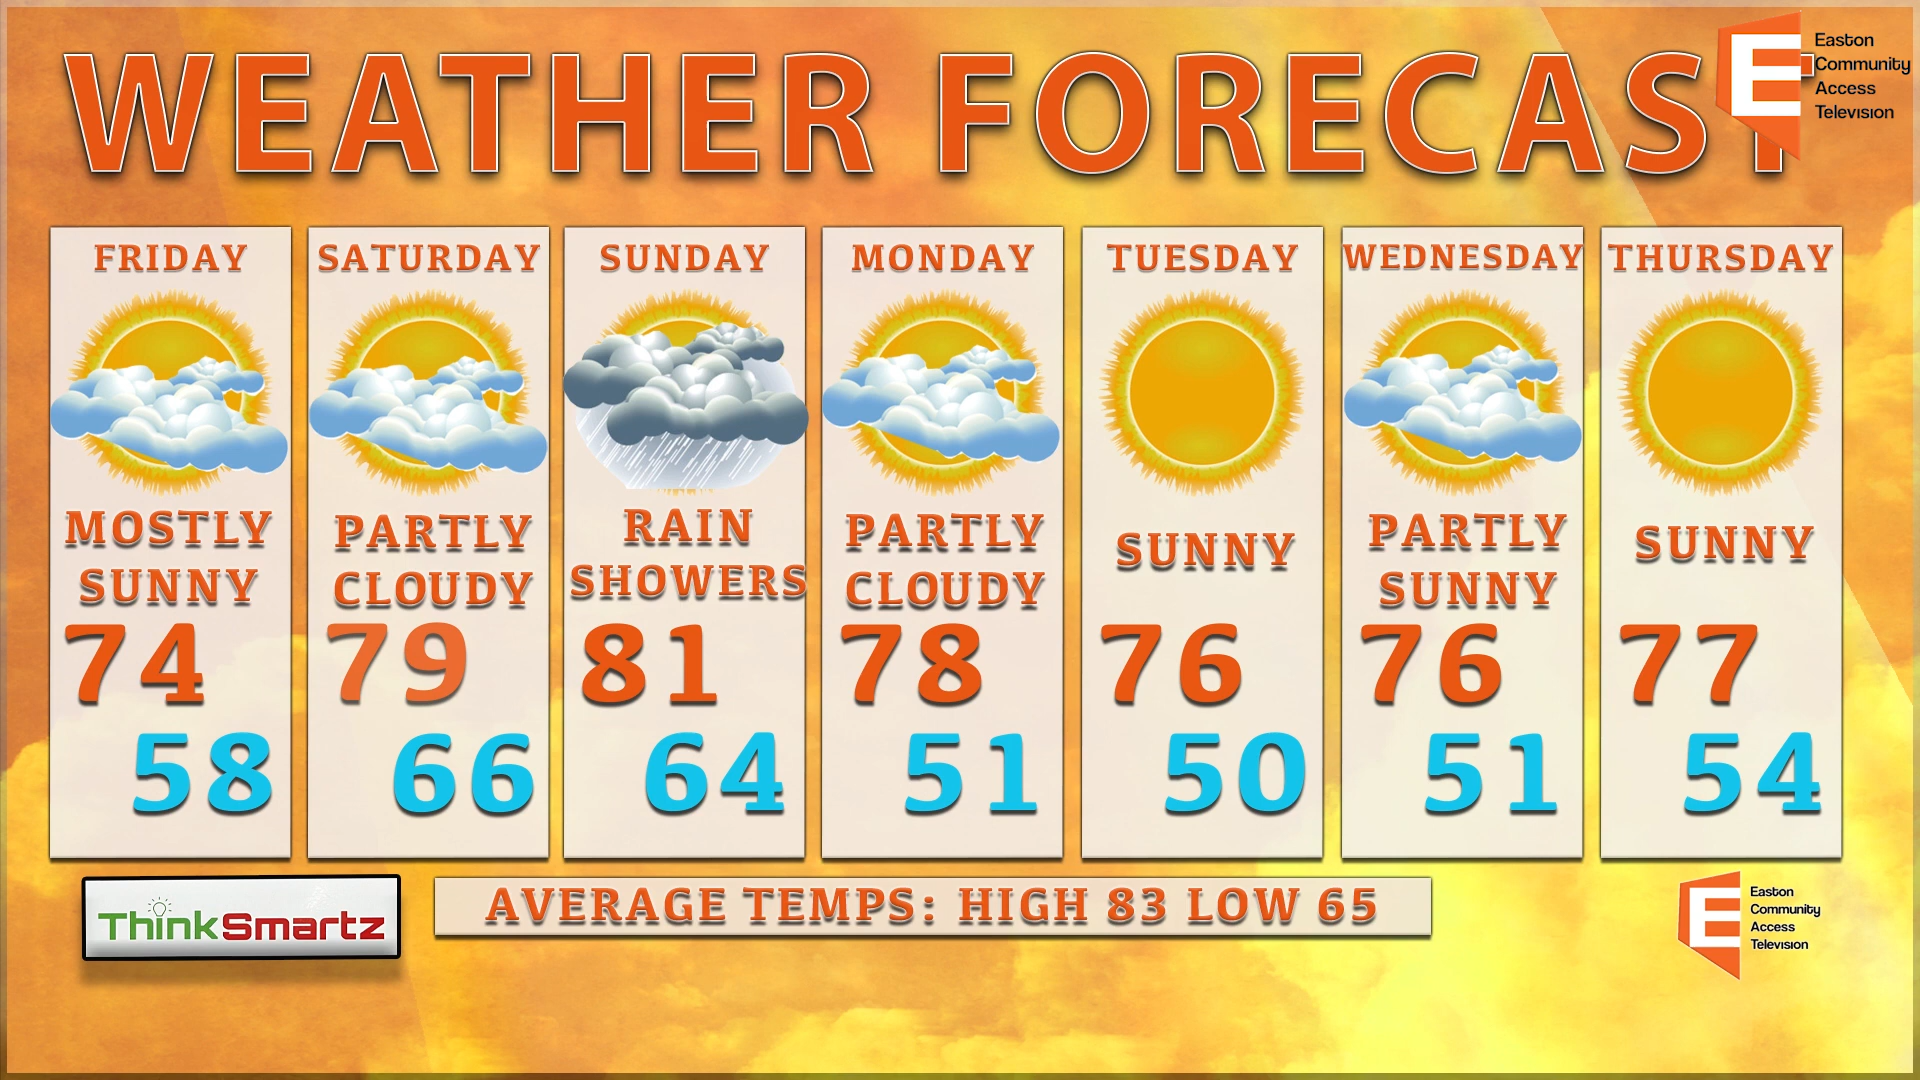 WEATHER FORECAST
Easton
Community
Access
Television
FRIDAY
MOSTLY
SUNNY
74
58
SATURDAY
PARTLY
CLOUDY
79
66
SUNDAY
RAIN
SHOWERS
81
64
MONDAY
PARTLY
CLOUDY
78
51
TUESDAY
SUNNY
76
50
WEDNESDAY
PARTLY
SUNNY
76
51
THURSDAY
SUNNY
77
54
ThinkSmartz
AVERAGE TEMPS: HIGH 83 LOW 65
E
Easton
Community
Access
Television